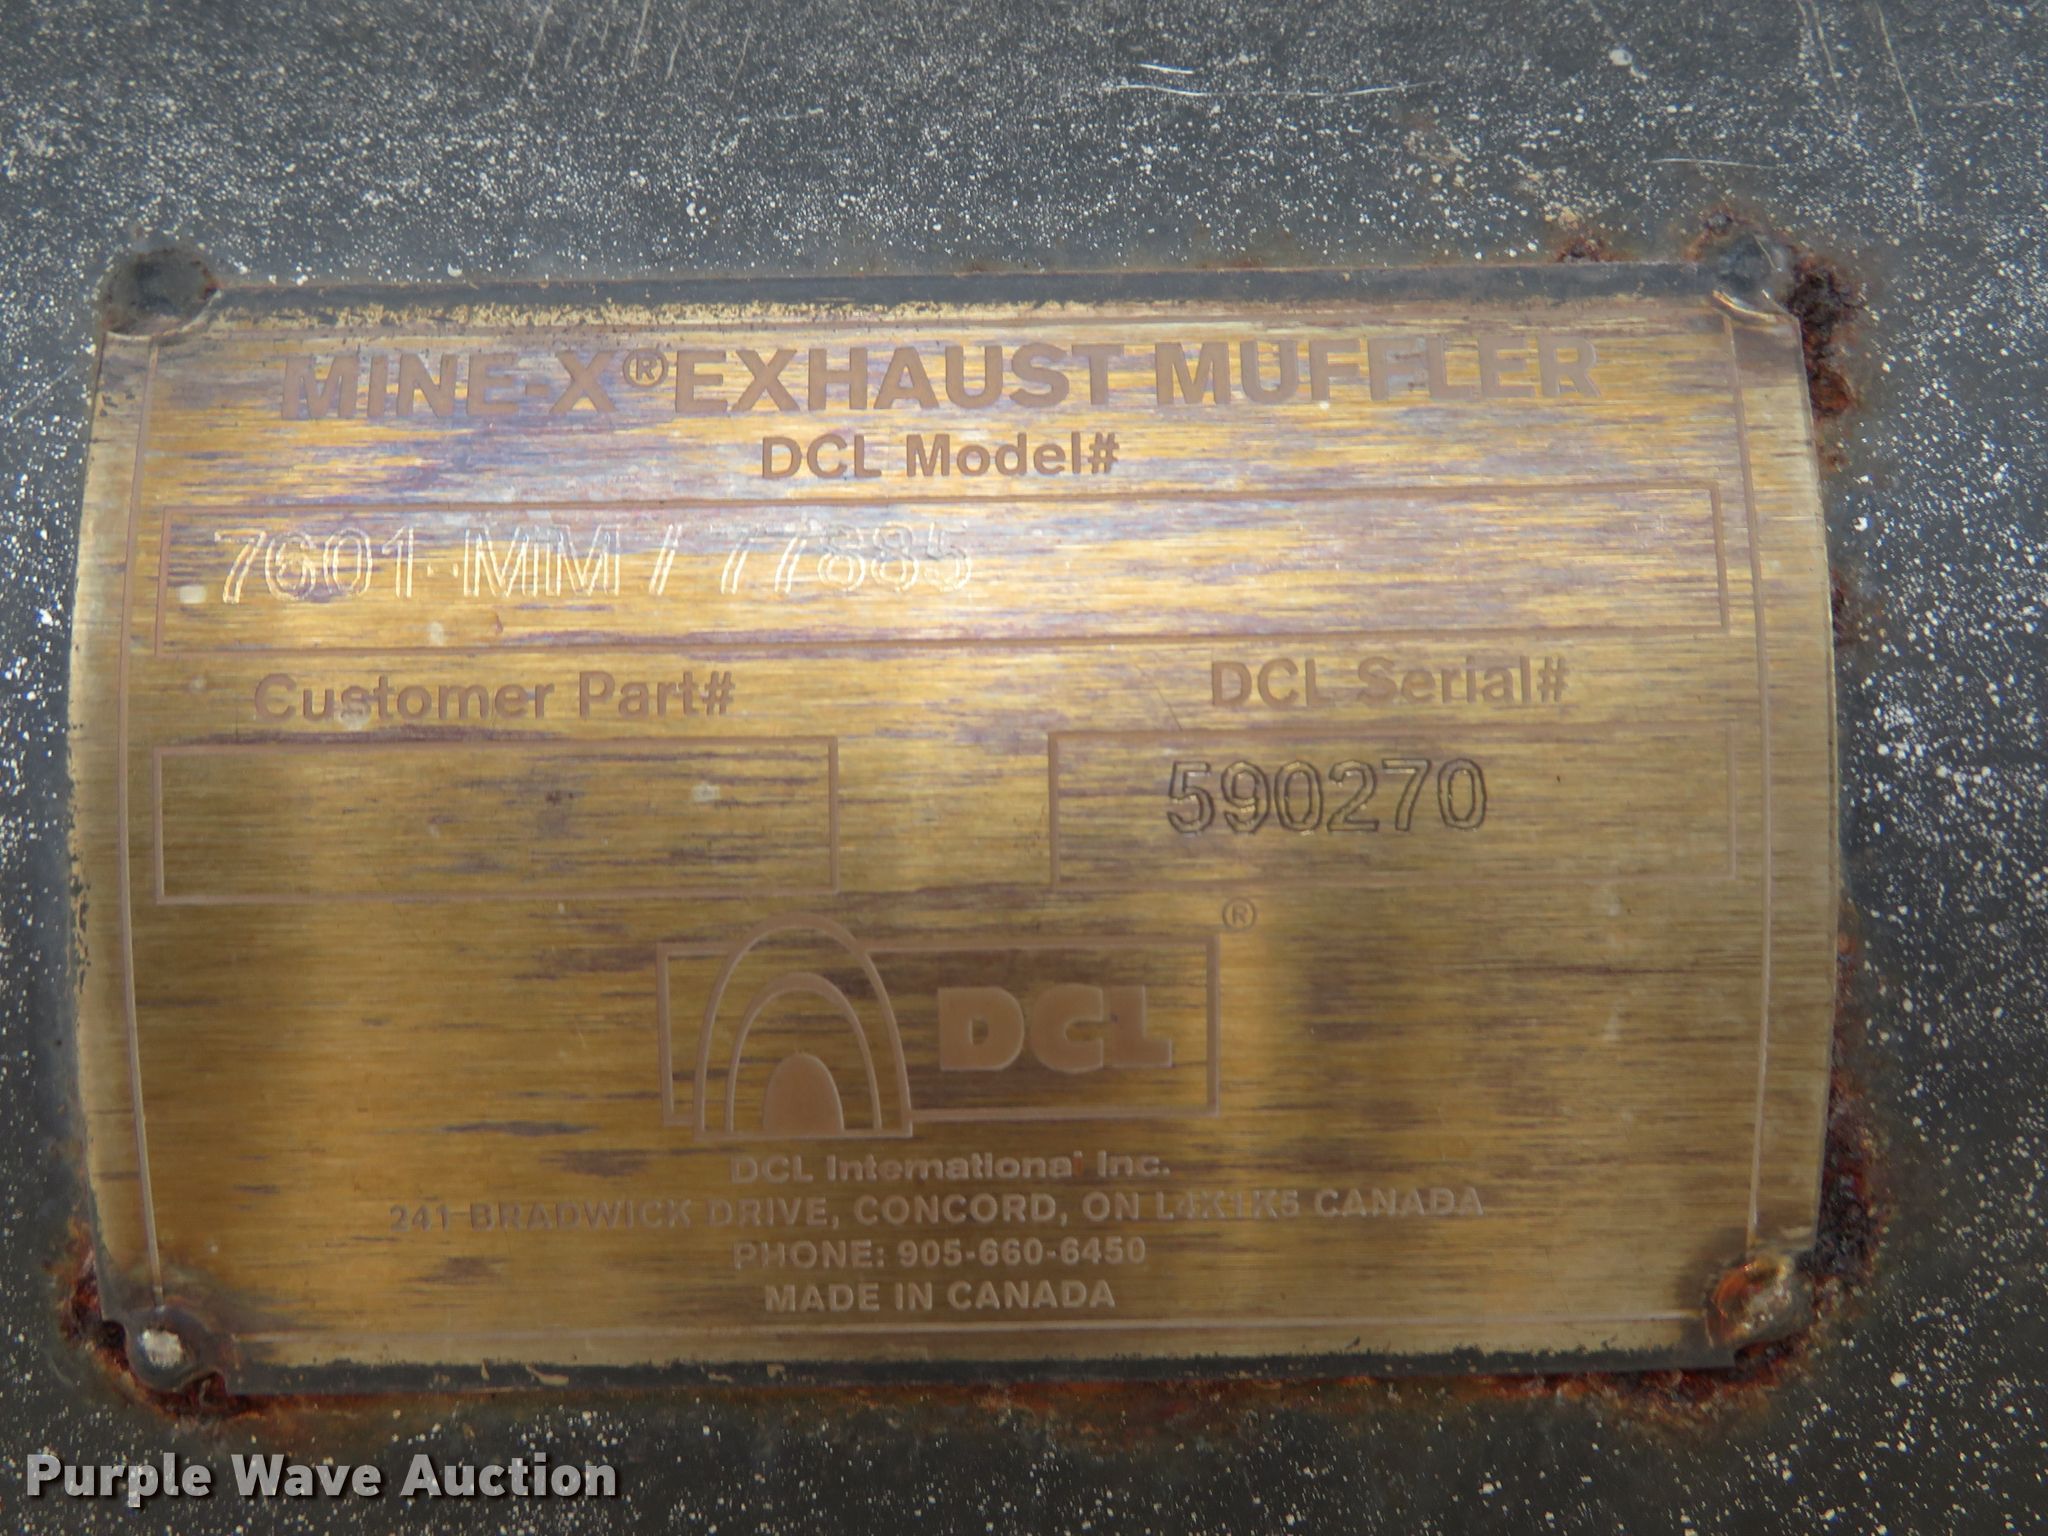 MINE-X® EXHAUST MUFFLER
DCL Model#
7601-MM / 77885
Customer Part# DCL Serial#
590270
®
DCL
DCL International Inc.
241 BRADWICK DRIVE, CONCORD, ON L4K1K5 CANADA
PHONE: 905-660-6450
MADE IN CANADA
Purple Wave Auction